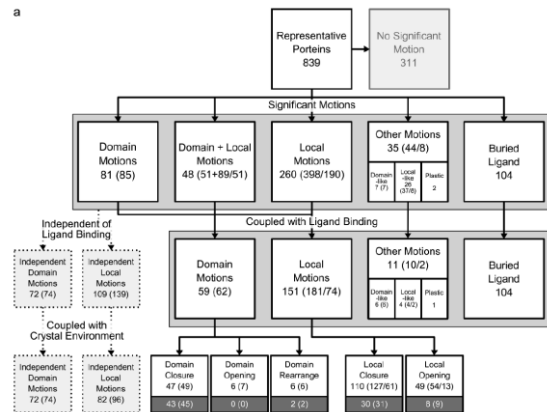 a
Representative
Porteins
839
No Significant
Motion
311
Significant Motions
Domain
Motions
81 (85)
Domain + Local
Motions
48 (51+89/51)
Local
Motions
260 (398/190)
Other Motions
35 (44/8)
Domain-
like
7 (7)
Local-
like
26
(37/8)
Plastic
2
Buried
Ligand
104
Independent of
Ligand Binding
Coupled with Ligand Binding
Independent
Domain
Motions
72 (74)
Independent
Local
Motions
109 (139)
Domain
Motions
59 (62)
Local
Motions
151 (181/74)
Other Motions
11 (10/2)
Domain-
like
6 (6)
Local-
like
4 (4/2)
Plastic
1
Buried
Ligand
104
Coupled with
Crystal Environment
Independent
Domain
Motions
72 (74)
Independent
Local
Motions
82 (96)
Domain
Closure
47 (49)
43 (45)
Domain
Opening
6 (7)
0 (0)
Domain
Rearrange
6 (6)
2 (2)
Local
Closure
110 (127/61)
30 (31)
Local
Opening
49 (54/13)